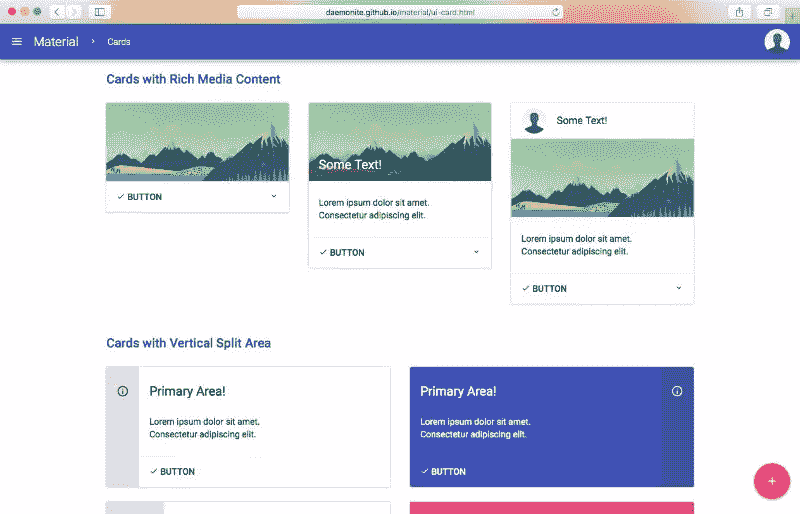 daemonite.github.io/material/ui-card.html
Material
Cards
Cards with Rich Media Content
BUTTON
Some Text!
Lorem ipsum dolor sit amet.
Consectetur adipiscing elit.
BUTTON
Some Text!
Lorem ipsum dolor sit amet.
Consectetur adipiscing elit.
BUTTON
Cards with Vertical Split Area
Primary Area!
Lorem ipsum dolor sit amet.
Consectetur adipiscing elit.
BUTTON
Primary Area!
Lorem ipsum dolor sit amet.
Consectetur adipiscing elit.
BUTTON